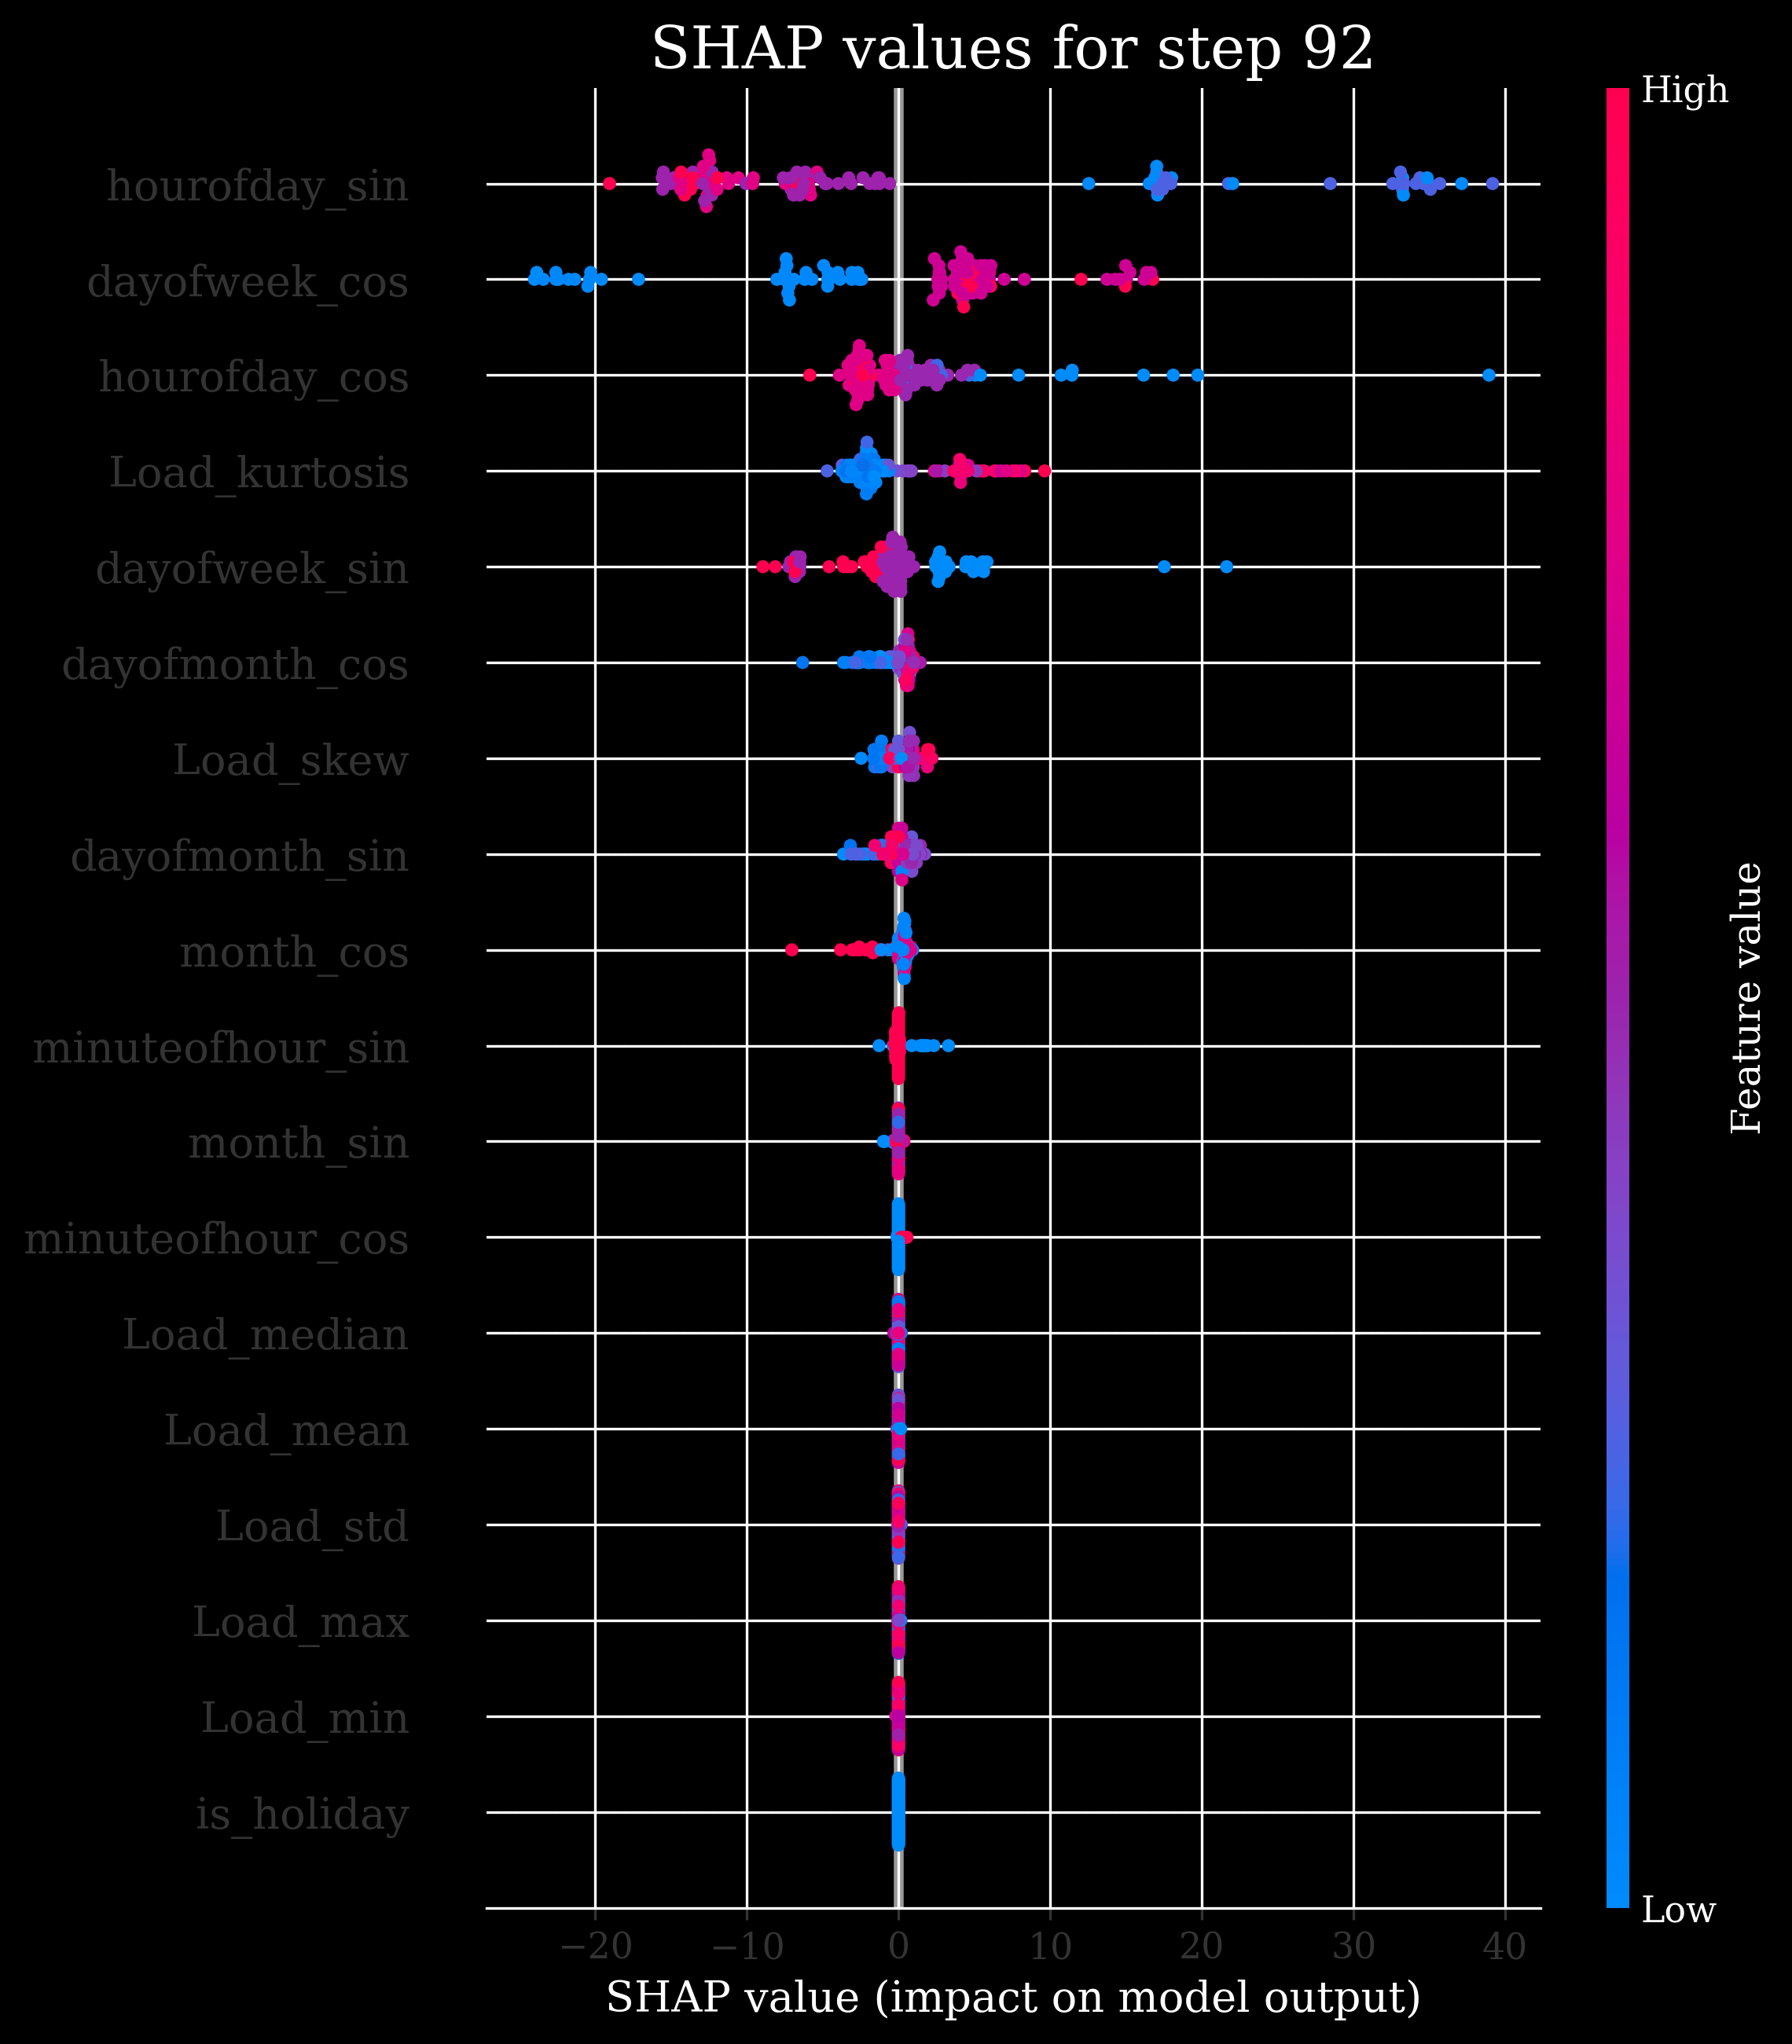 SHAP values for step 92
High
hourofday_sin
dayofweek_cos
hourofday_cos
Load_kurtosis
dayofweek_sin
dayofmonth_cos
Load_skew
dayofmonth_sin
month_cos
minuteofhour_sin
month_sin
minuteofhour_cos
Load_median
Load_mean
Load_std
Load_max
Load_min
is_holiday
Feature value
Low
−20 −10 0 10 20 30 40
SHAP value (impact on model output)